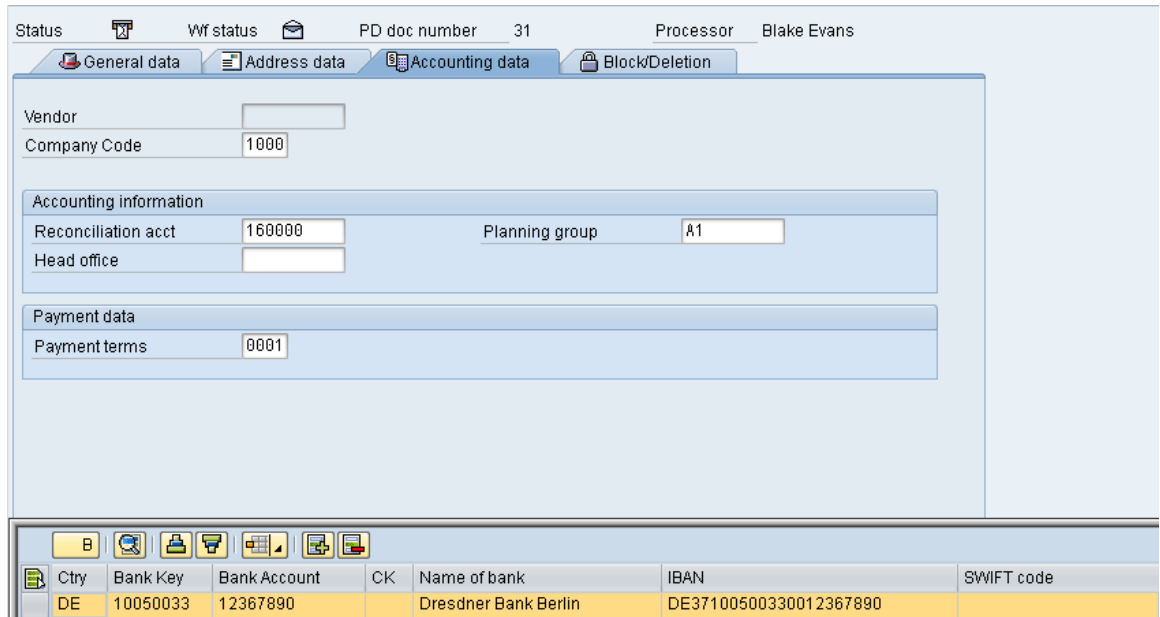 Status Wf status PD doc number 31 Processor Blake Evans
General data Address data Accounting data Block/Deletion
Vendor
Company Code 1000
Accounting information
Reconciliation acct 160000 Planning group A1
Head office
Payment data
Payment terms 0001
B
Ctry Bank Key Bank Account CK Name of bank IBAN SWIFT code
DE 10050033 12367890 Dresdner Bank Berlin DE37100500330012367890